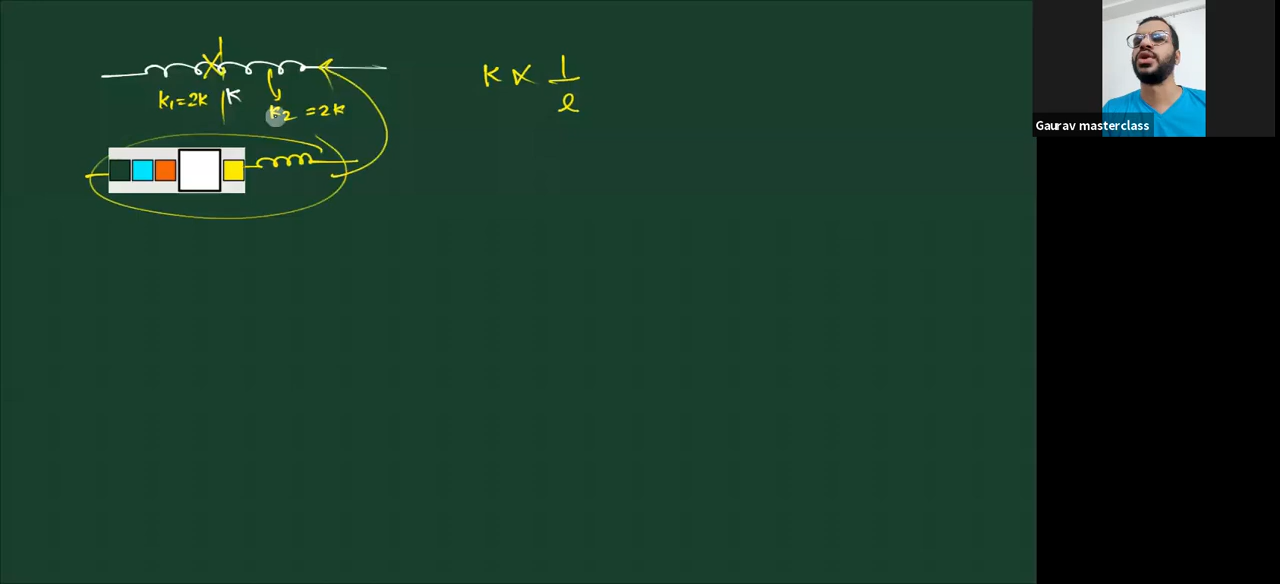 K ∝ 1/l
K₁=2K K K₂ = 2K
Gaurav masterclass